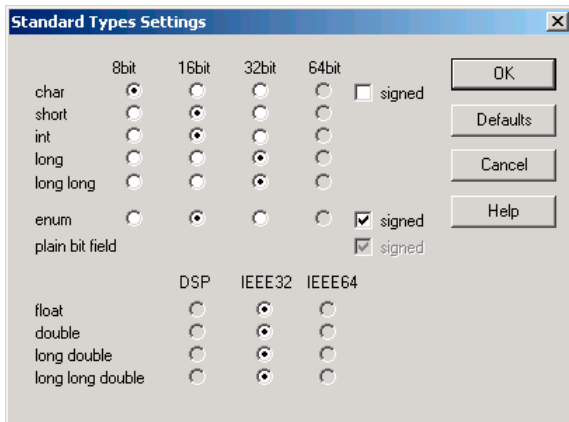 Standard Types Settings
8bit 16bit 32bit 64bit
char signed
short
int
long
long long
enum signed
plain bit field signed
DSP IEEE32 IEEE64
float
double
long double
long long double
OK
Defaults
Cancel
Help